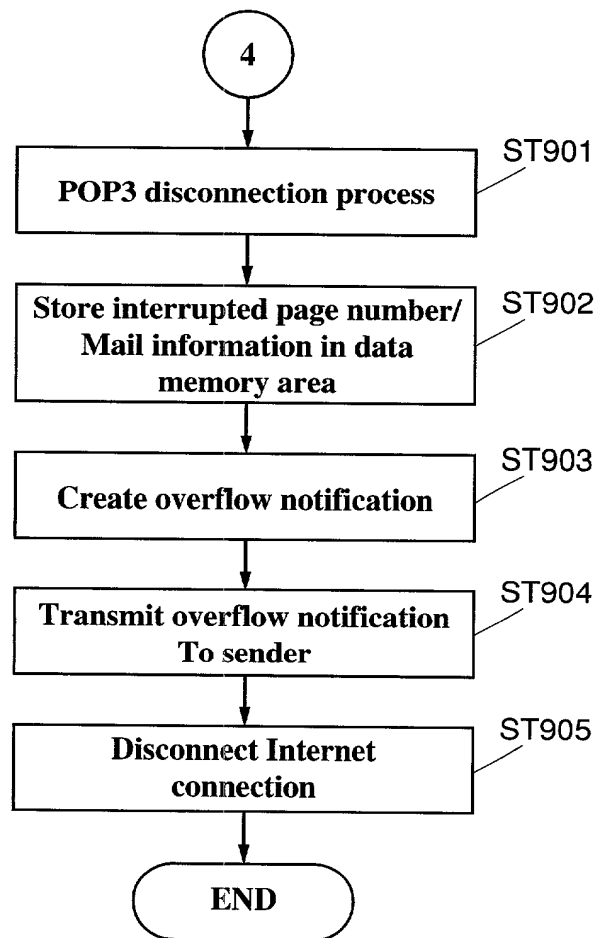 4
ST901
POP3 disconnection process
ST902
Store interrupted page number/
Mail information in data
memory area
ST903
Create overflow notification
ST904
Transmit overflow notification
To sender
ST905
Disconnect Internet
connection
END